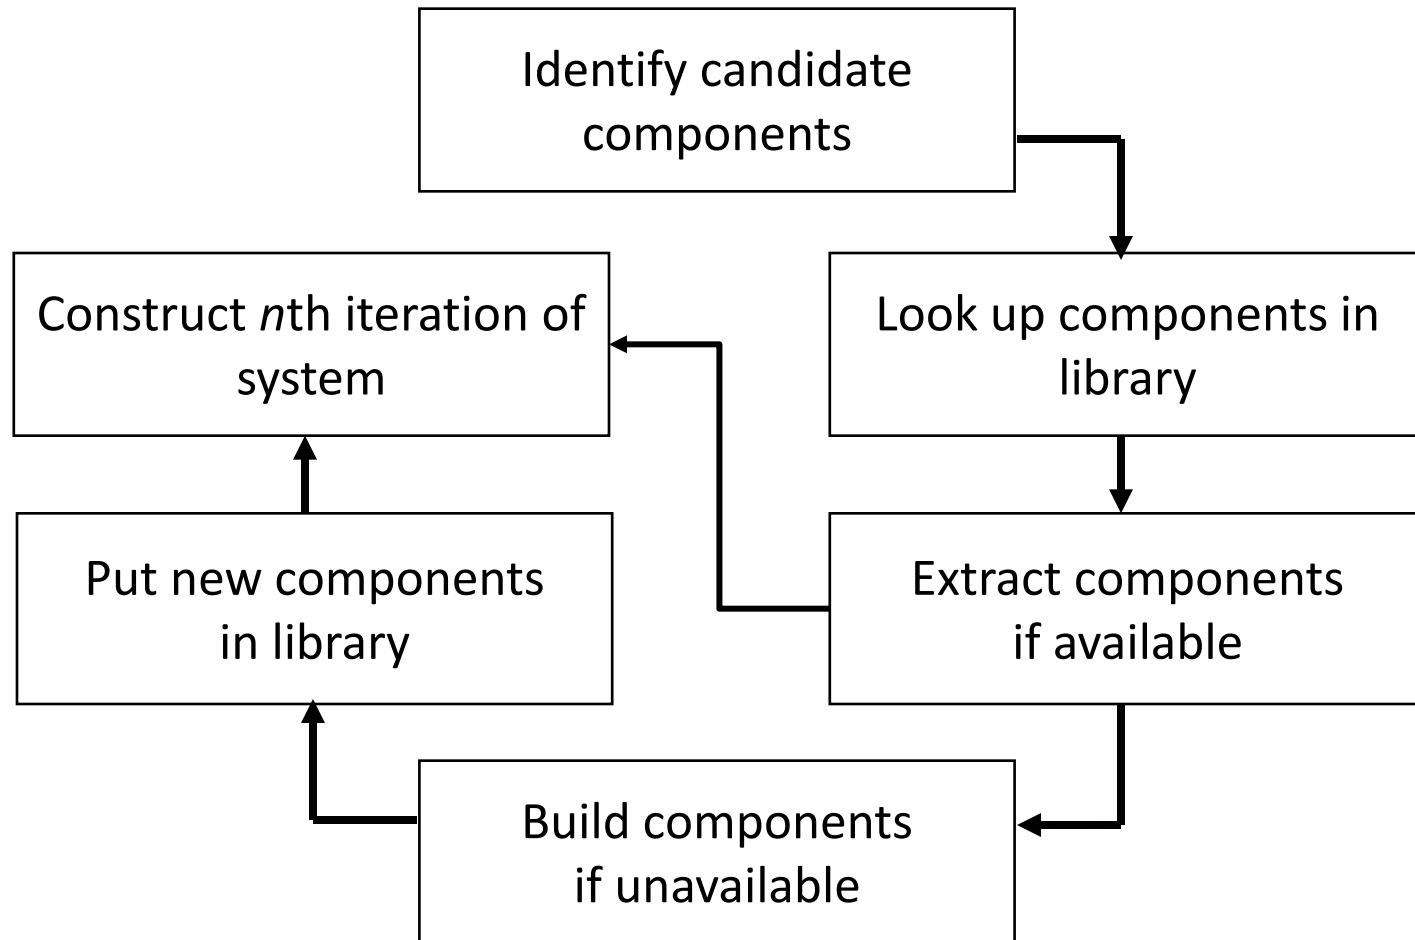 Identify candidate
components
Construct nth iteration of
system
Look up components in
library
Put new components
in library
Extract components
if available
Build components
if unavailable